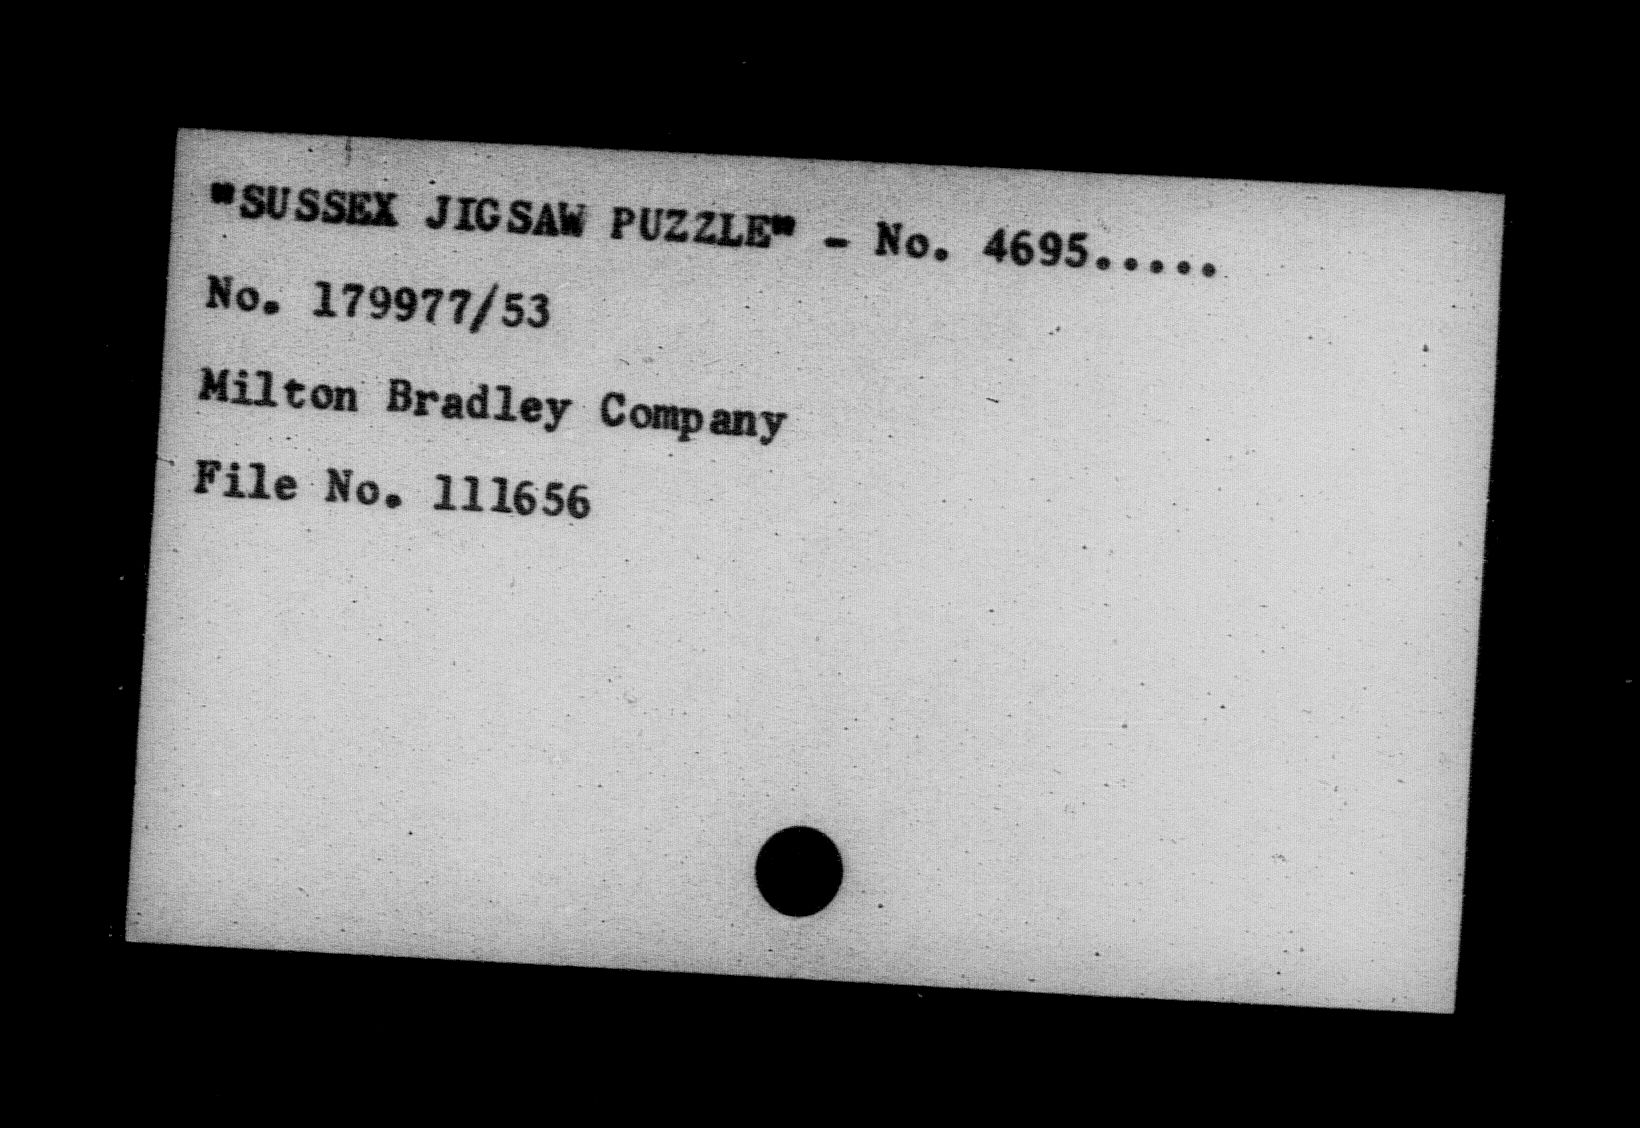 "SUSSEX JIGSAW PUZZLE" - No. 4695.....
No. 179977/53
Milton Bradley Company
File No. 111656